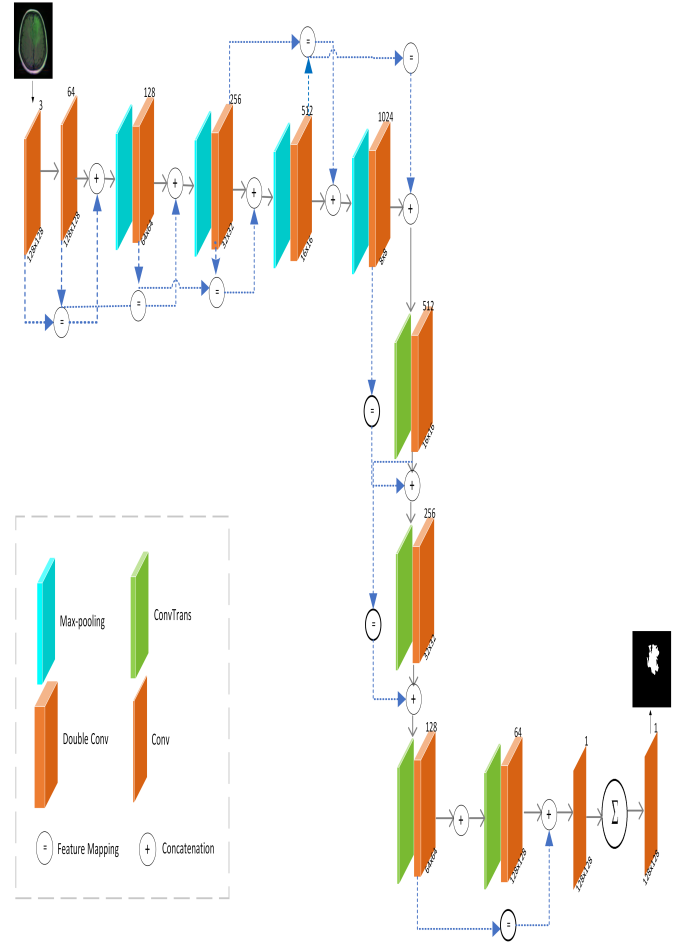 3
64
128
256
512
1024
128x128
128x128
64x64
32x32
16x16
8x8
=
+
=
+
=
+
=
+
=
+
512
16x16
=
+
256
32x32
=
+
128
64x64
+
64
128x128
+
=
1
128x128
Σ
1
128x128
Max-pooling
ConvTrans
Double Conv
Conv
= Feature Mapping
+ Concatenation